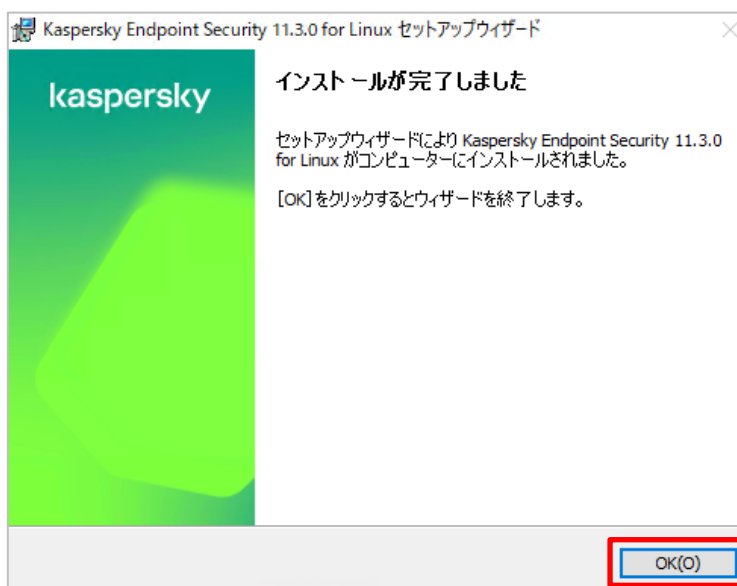 Kaspersky Endpoint Security 11.3.0 for Linux セットアップウィザード
kaspersky
インストールが完了しました
セットアップウィザードにより Kaspersky Endpoint Security 11.3.0
for Linux がコンピューターにインストールされました。
[OK]をクリックするとウィザードを終了します。
OK(O)